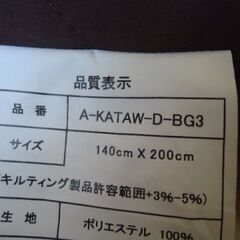 品質表示
品番 A-KATAW-D-BG3
サイズ 140cm X 200cm
キルティング製品許容範囲+3%-5%)
生地 ポリエステル 100%